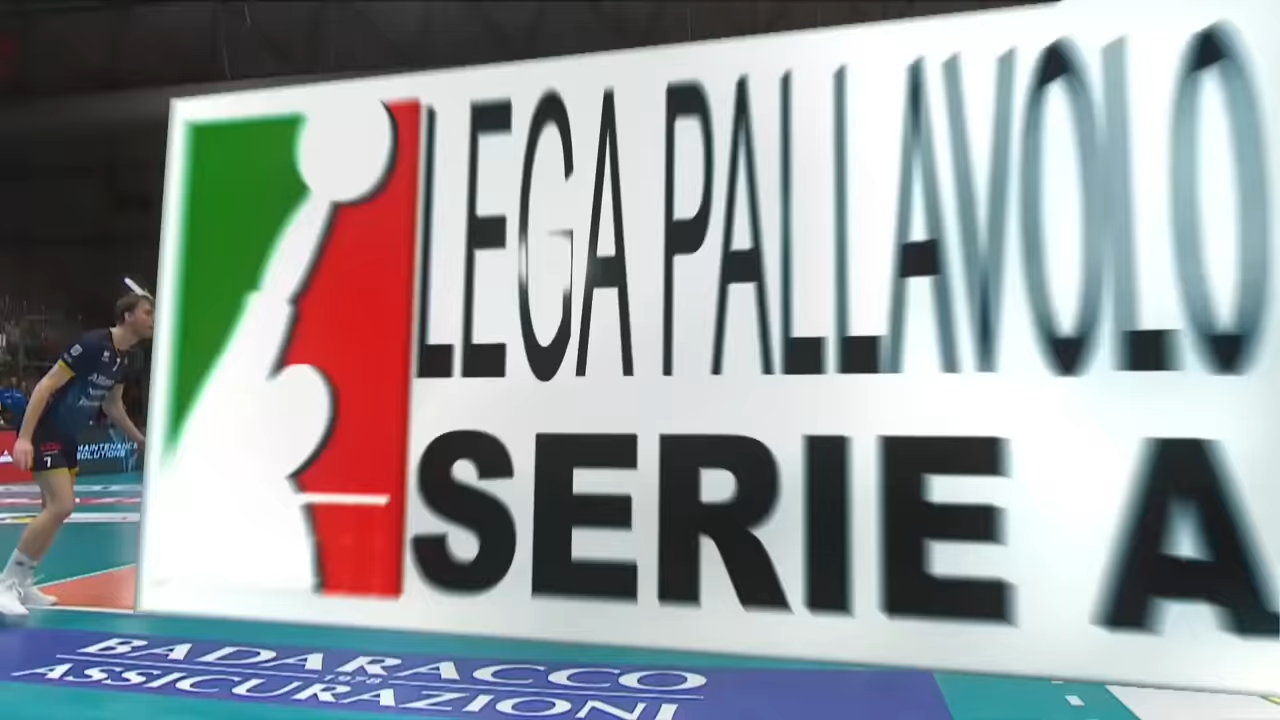 LEGA PALLAVOLO
SERIE A
7
MAINTENANCE
SOLUTIONS
BADARACCO
1978
ASSICURAZIONI